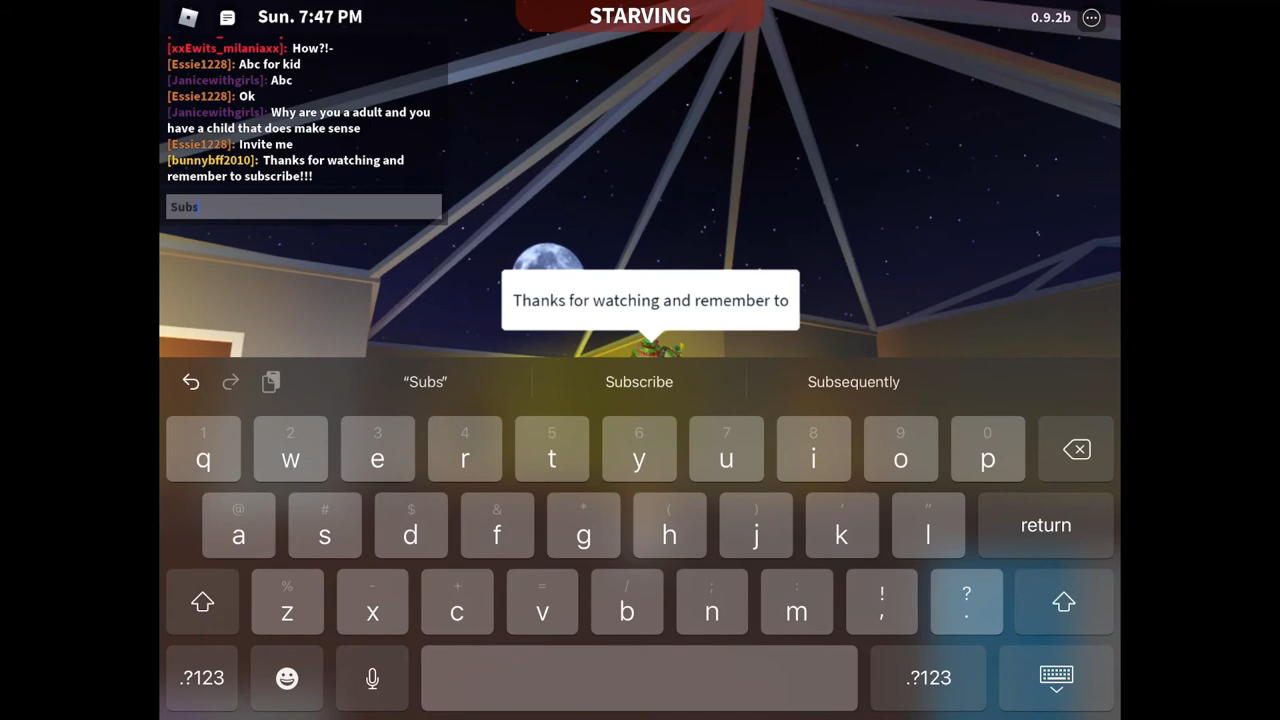 Sun. 7:47 PM
STARVING
0.9.2b
[xxEwits_milaniaxx]: How?!-
[Essie1228]: Abc for kid
[Janicewithgirls]: Abc
[Essie1228]: Ok
[Janicewithgirls]: Why are you a adult and you
have a child that does make sense
[Essie1228]: Invite me
[bunnybff2010]: Thanks for watching and
remember to subscribe!!!
Subs
Thanks for watching and remember to
“Subs” Subscribe Subsequently
1 2 3 4 5 6 7 8 9 0
q w e r t y u i o p
@ # $ & * ( ) ' "
a s d f g h j k l return
% - + = / ; : ! ?
z x c v b n m , .
.?123 .?123